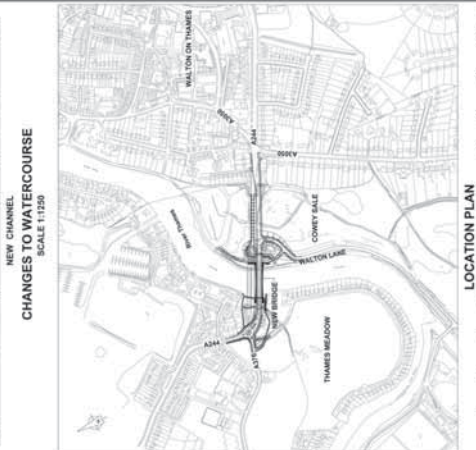 NEW CHANNEL
CHANGES TO WATERCOURSE
SCALE 1:1250
WALTON ON THAMES
A3050
A244
A3050
River Thames
COWEY SALE
WALTON LANE
NEW BRIDGE
A244
THAMES MEADOW
LOCATION PLAN